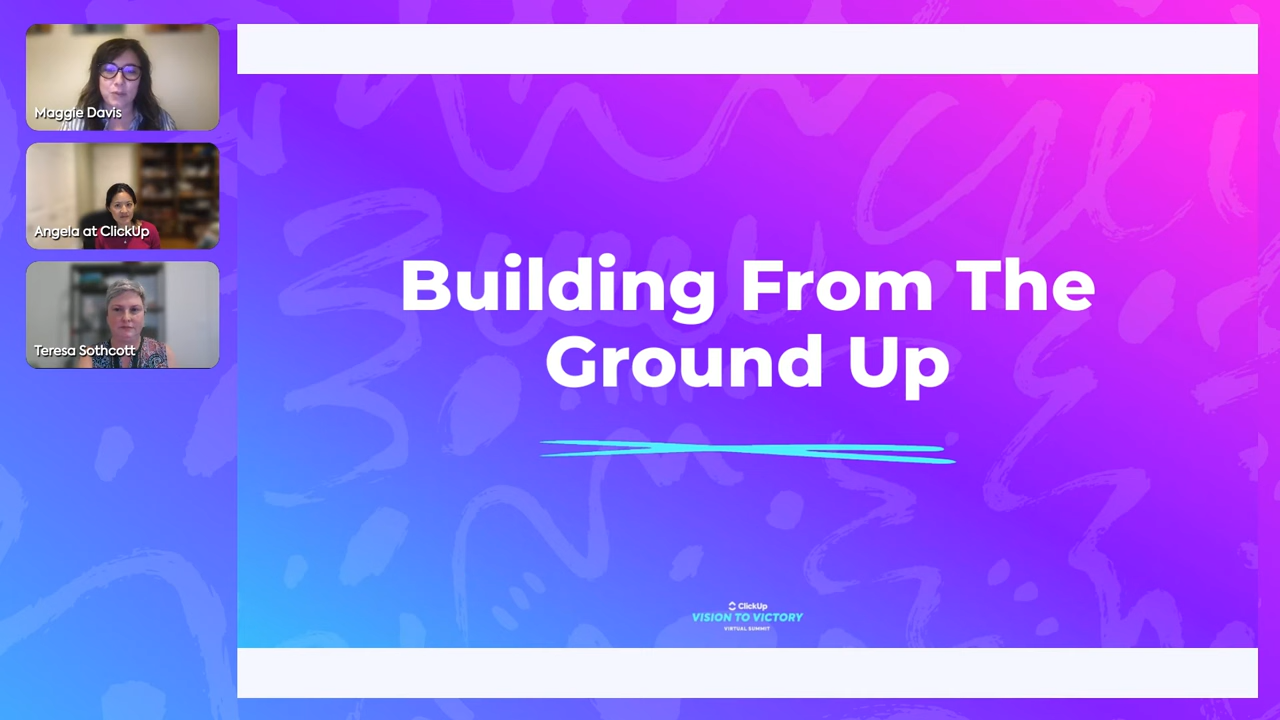 Maggie Davis
Angela at ClickUp
Teresa Sothcott
Building From The
Ground Up
ClickUp
VISION TO VICTORY
VIRTUAL SUMMIT